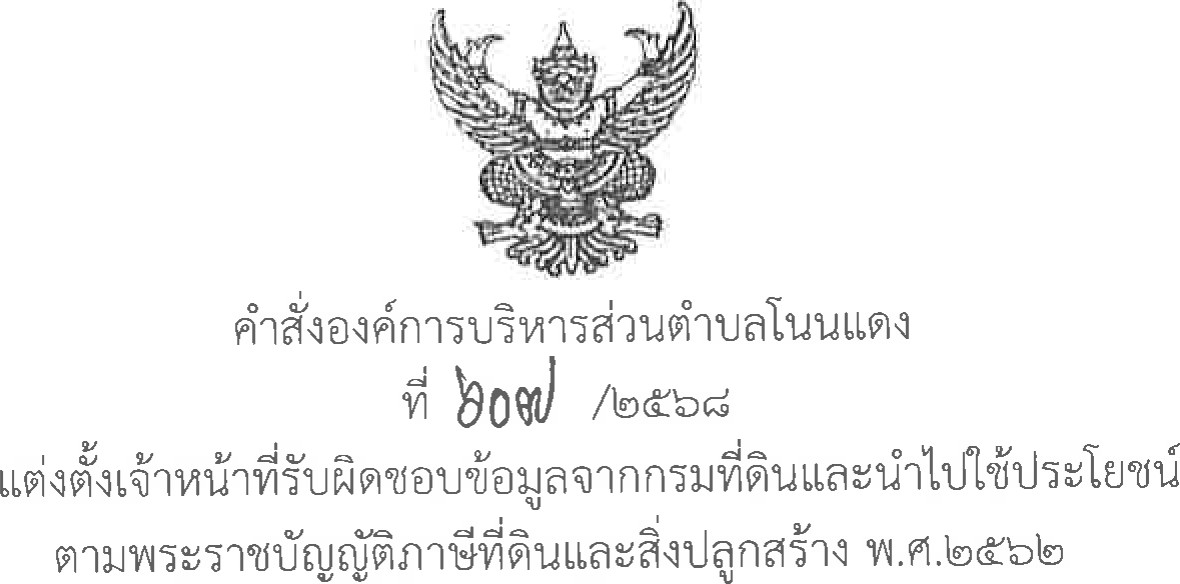 คำสั่งองค์การบริหารส่วนตำบลโนนแดง
ที่ ๖๐๗ /๒๕๖๘
แต่งตั้งเจ้าหน้าที่รับผิดชอบข้อมูลจากกรมที่ดินและนำไปใช้ประโยชน์
ตามพระราชบัญญัติภาษีที่ดินและสิ่งปลูกสร้าง พ.ศ.๒๕๖๒